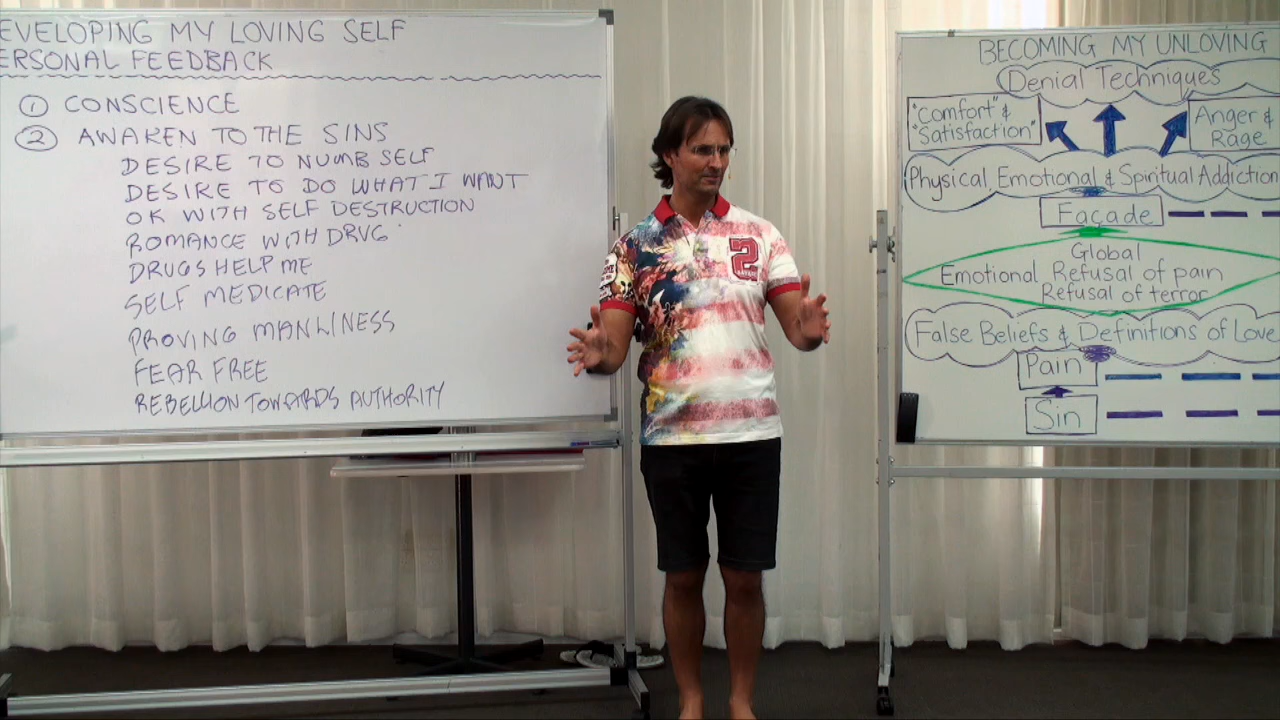 EVELOPING MY LOVING SELF
ERSONAL FEEDBACK
① CONSCIENCE
② AWAKEN TO THE SINS
DESIRE TO NUMB SELF
DESIRE TO DO WHAT I WANT
OK WITH SELF DESTRUCTION
ROMANCE WITH DRUG
DRUGS HELP ME
SELF MEDICATE
PROVING MANLINESS
FEAR FREE
REBELLION TOWARDS AUTHORITY
2
BECOMING MY UNLOVING
Denial Techniques
"Comfort" &
"Satisfaction"
Anger &
Rage
Physical, Emotional & Spiritual Addiction
Façade
Global
Emotional Refusal of pain
Refusal of terror
False Beliefs & Definitions of Love
Pain
Sin